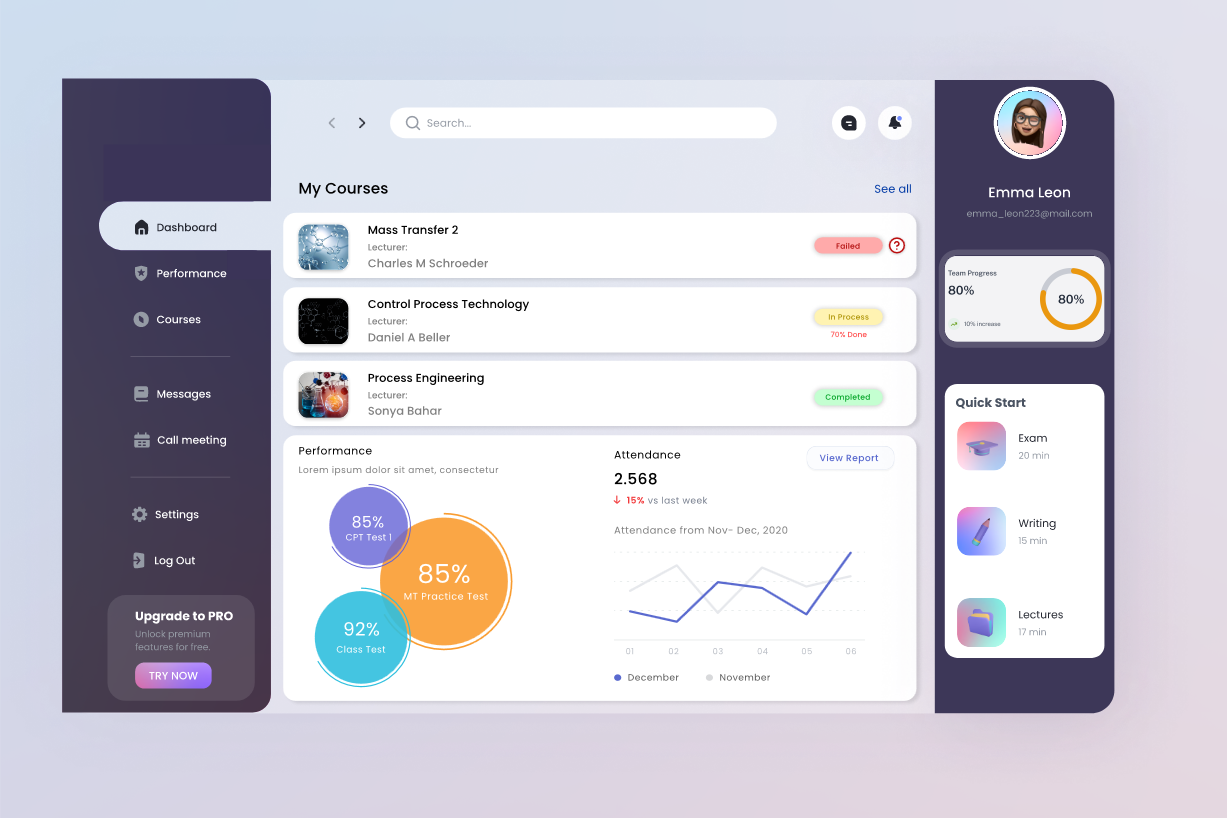 Dashboard
Performance
Courses
Messages
Call meeting
Settings
Log Out
Upgrade to PRO
Unlock premium
features for free.
TRY NOW
Search...
My Courses
See all
Mass Transfer 2
Lecturer:
Charles M Schroeder
Failed
Control Process Technology
Lecturer:
Daniel A Beller
In Process
70% Done
Process Engineering
Lecturer:
Sonya Bahar
Completed
Performance
Lorem ipsum dolor sit amet, consectetur
85%
CPT Test 1
85%
MT Practice Test
92%
Class Test
Attendance
2.568
15% vs last week
View Report
Attendance from Nov- Dec, 2020
01 02 03 04 05 06
December November
Emma Leon
emma_leon223@mail.com
Team Progress
80%
10% increase
80%
Quick Start
Exam
20 min
Writing
15 min
Lectures
17 min